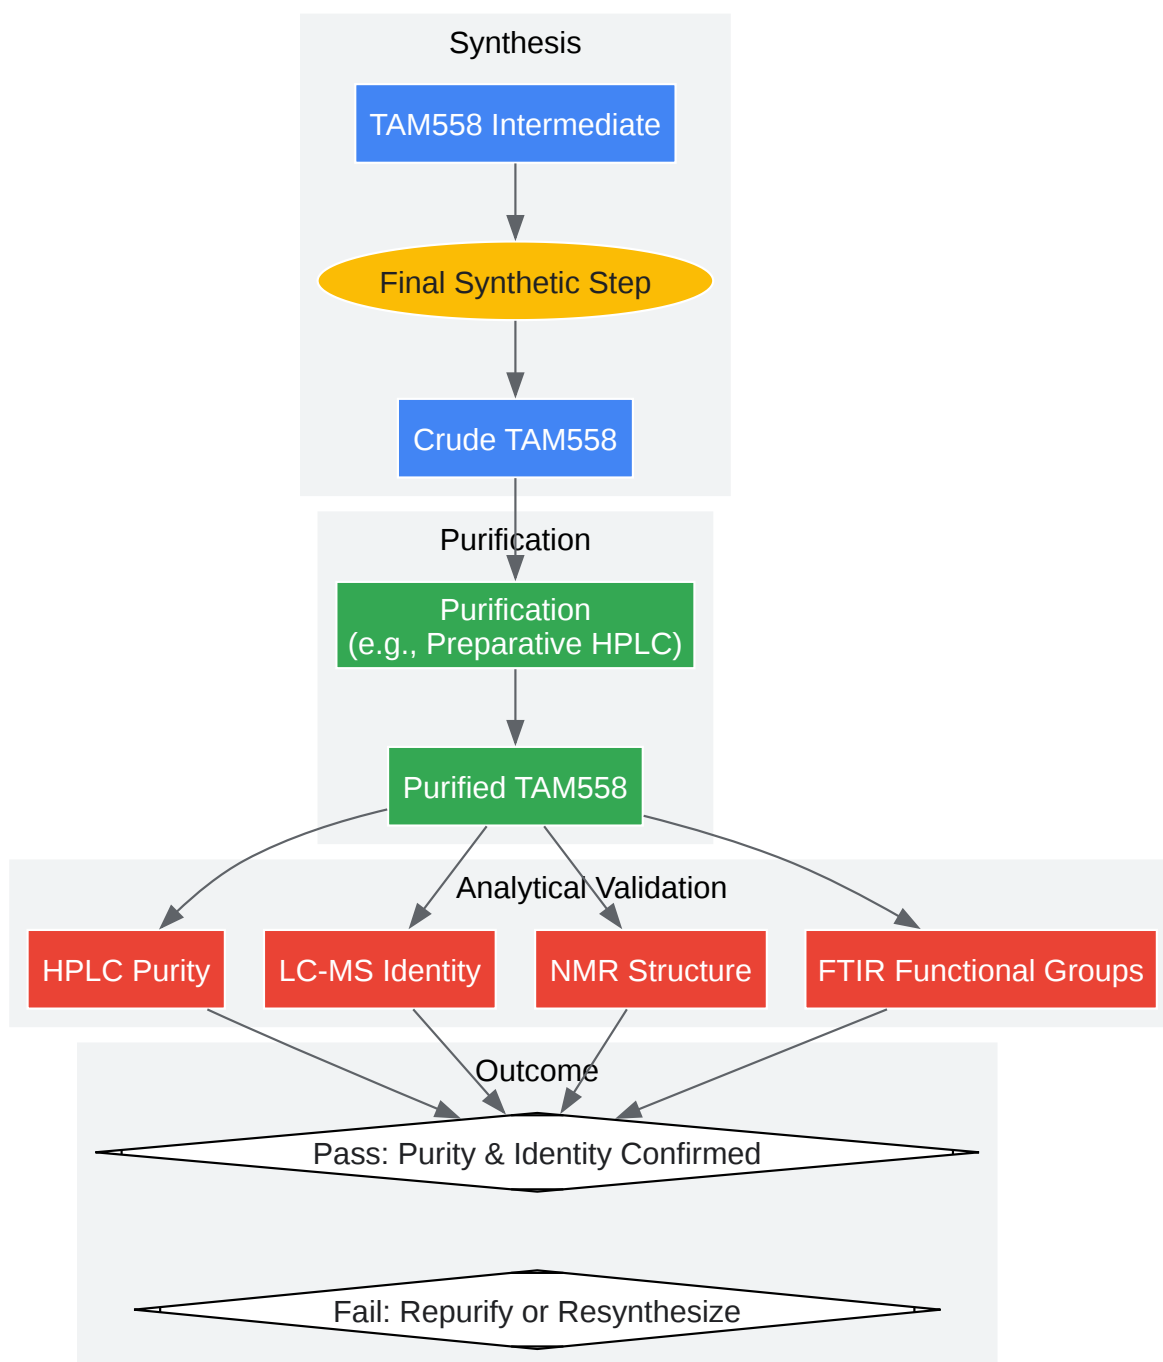 Synthesis
TAM558 Intermediate
Final Synthetic Step
Crude TAM558
Purification
Purification
(e.g., Preparative HPLC)
Purified TAM558
Analytical Validation
HPLC Purity
LC-MS Identity
NMR Structure
FTIR Functional Groups
Outcome
Pass: Purity & Identity Confirmed
Fail: Repurify or Resynthesize